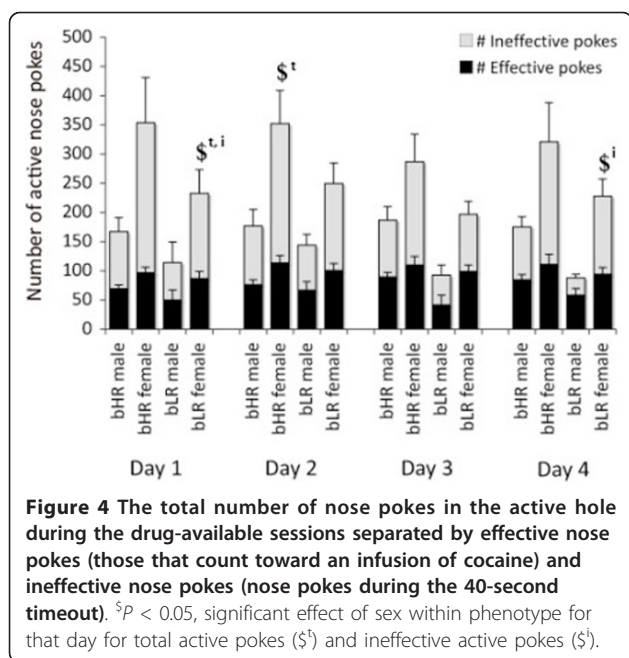 500
450
400
350
300
250
200
150
100
50
0
Number of active nose pokes
# Ineffective pokes
# Effective pokes
$t,i
$t
$i
bHR male
bHR female
bLR male
bLR female
bHR male
bHR female
bLR male
bLR female
bHR male
bHR female
bLR male
bLR female
bHR male
bHR female
bLR male
bLR female
Day 1 Day 2 Day 3 Day 4
Figure 4 The total number of nose pokes in the active hole
during the drug-available sessions separated by effective nose
pokes (those that count toward an infusion of cocaine) and
ineffective nose pokes (nose pokes during the 40-second
timeout). $P < 0.05, significant effect of sex within phenotype for
that day for total active pokes ($t) and ineffective active pokes ($i).